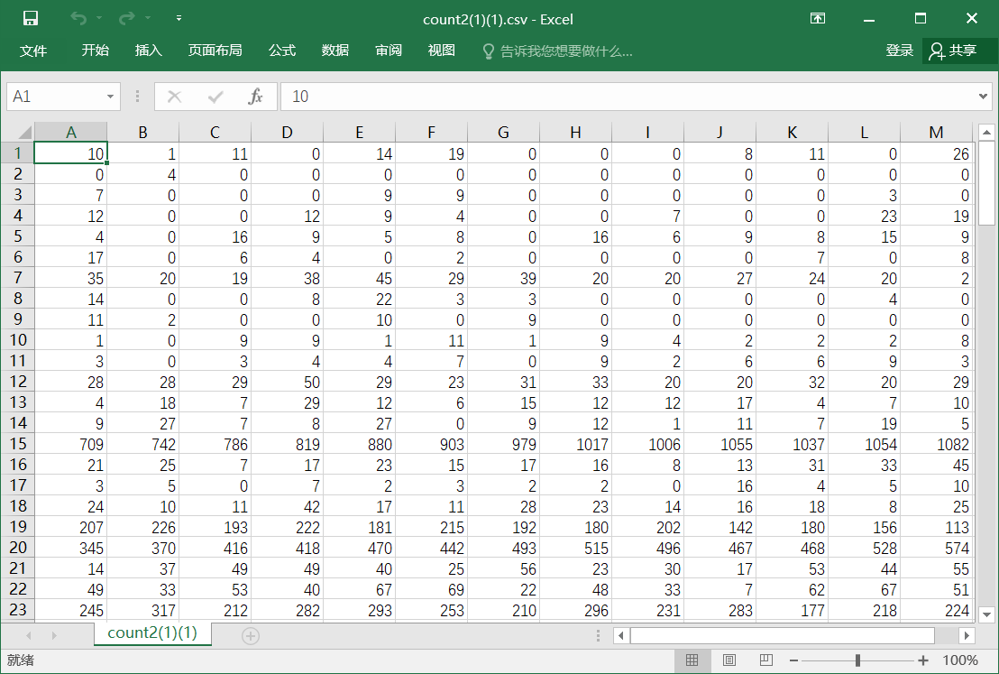 count2(1)(1).csv - Excel
文件 开始 插入 页面布局 公式 数据 审阅 视图 告诉我您想要做什么... 登录 共享
A1 fx 10
A B C D E F G H I J K L M
1 10 1 11 0 14 19 0 0 0 8 11 0 26
2 0 4 0 0 0 0 0 0 0 0 0 0 0
3 7 0 0 0 9 9 0 0 0 0 0 3 0
4 12 0 0 12 9 4 0 0 7 0 0 23 19
5 4 0 16 9 5 8 0 16 6 9 8 15 9
6 17 0 6 4 0 2 0 0 0 0 7 0 8
7 35 20 19 38 45 29 39 20 20 27 24 20 2
8 14 0 0 8 22 3 3 0 0 0 0 4 0
9 11 2 0 0 10 0 9 0 0 0 0 0 0
10 1 0 9 9 1 11 1 9 4 2 2 2 8
11 3 0 3 4 4 7 0 9 2 6 6 9 3
12 28 28 29 50 29 23 31 33 20 20 32 20 29
13 4 18 7 29 12 6 15 12 12 17 4 7 10
14 9 27 7 8 27 0 9 12 1 11 7 19 5
15 709 742 786 819 880 903 979 1017 1006 1055 1037 1054 1082
16 21 25 7 17 23 15 17 16 8 13 31 33 45
17 3 5 0 7 2 3 2 2 0 16 4 5 10
18 24 10 11 42 17 11 28 23 14 16 18 8 25
19 207 226 193 222 181 215 192 180 202 142 180 156 113
20 345 370 416 418 470 442 493 515 496 467 468 528 574
21 14 37 49 49 40 25 56 23 30 17 53 44 55
22 49 33 53 40 67 69 22 48 33 7 62 67 51
23 245 317 212 282 293 253 210 296 231 283 177 218 224
count2(1)(1)
就绪 100%